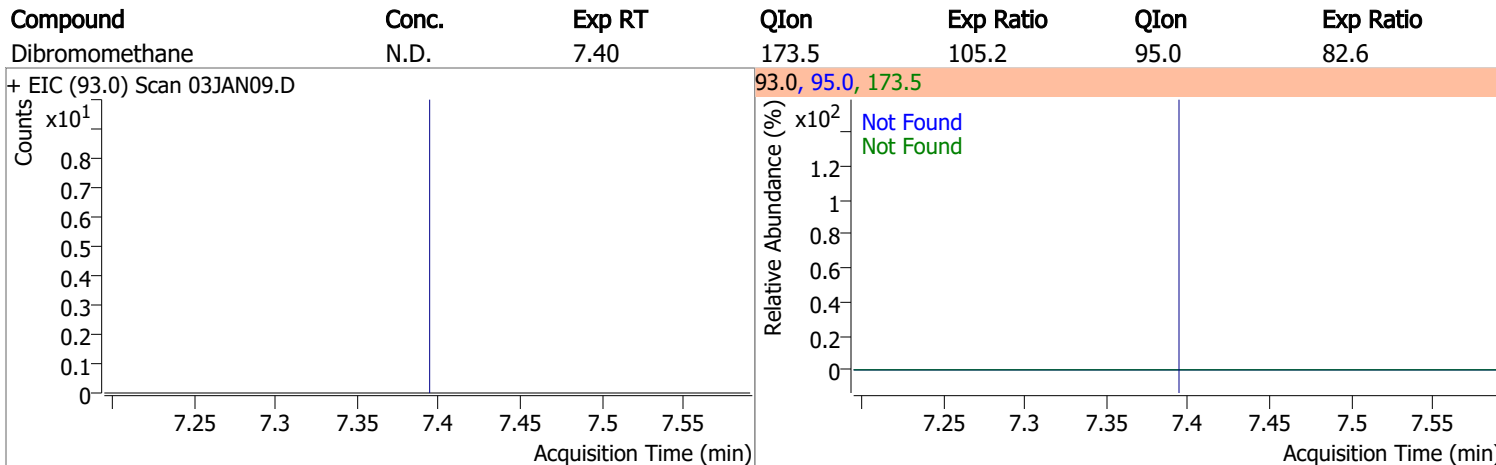 Compound Conc. Exp RT QIon Exp Ratio QIon Exp Ratio
Dibromomethane N.D. 7.40 173.5 105.2 95.0 82.6
+ EIC (93.0) Scan 03JAN09.D
Counts
x10¹
0.8
0.7
0.6
0.5
0.4
0.3
0.2
0.1
0
7.25 7.3 7.35 7.4 7.45 7.5 7.55
Acquisition Time (min)
93.0, 95.0, 173.5
Relative Abundance (%)
x10²
Not Found
Not Found
1.2
1
0.8
0.6
0.4
0.2
0
7.25 7.3 7.35 7.4 7.45 7.5 7.55
Acquisition Time (min)